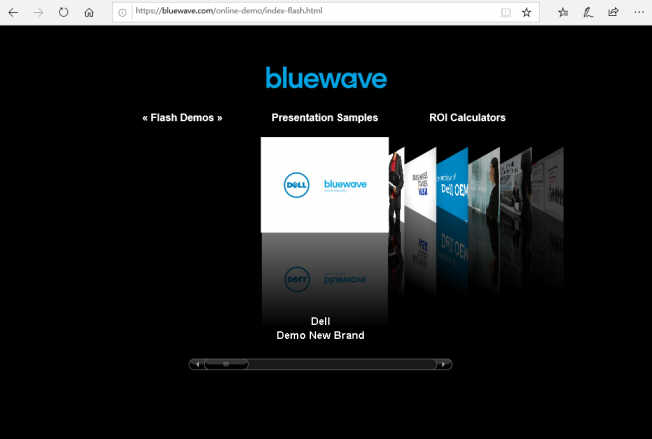 https://bluewave.com/online-demo/index-flash.html
bluewave
« Flash Demos »
Presentation Samples
ROI Calculators
DELL
bluewave
VISA
Dell OEM
Dell
Demo New Brand